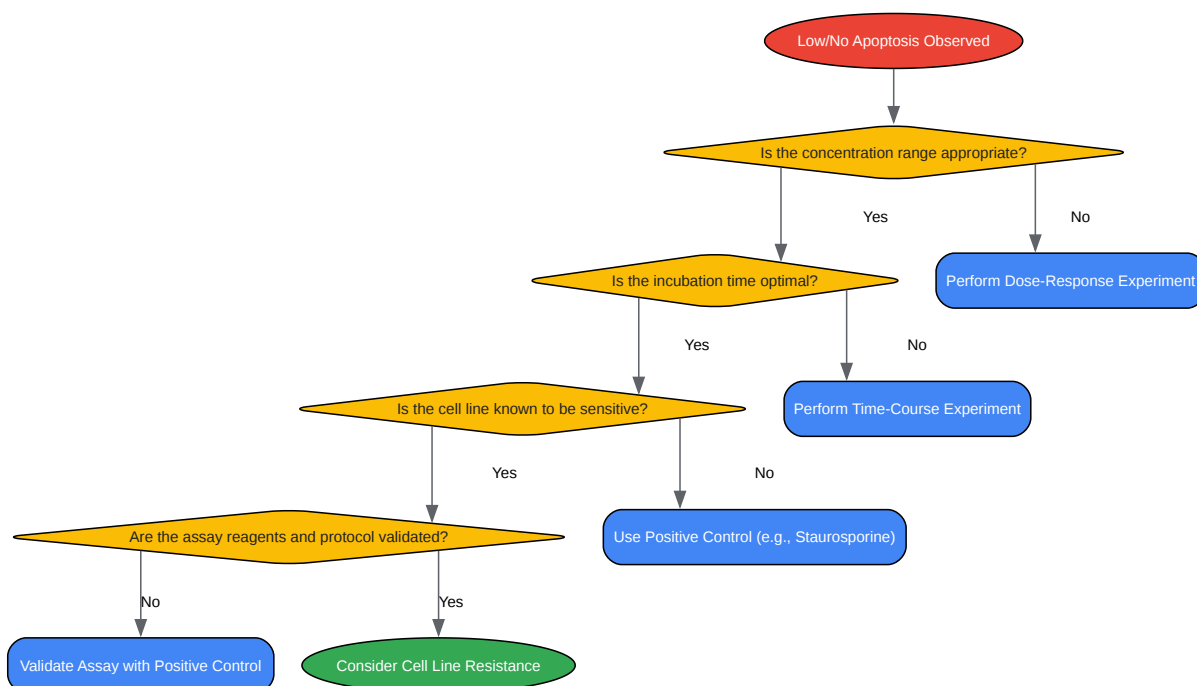 Low/No Apoptosis Observed
Is the concentration range appropriate?
Yes
No
Is the incubation time optimal?
Perform Dose-Response Experiment
Yes
No
Is the cell line known to be sensitive?
Perform Time-Course Experiment
Yes
No
Are the assay reagents and protocol validated?
Use Positive Control (e.g., Staurosporine)
No
Yes
Validate Assay with Positive Control
Consider Cell Line Resistance